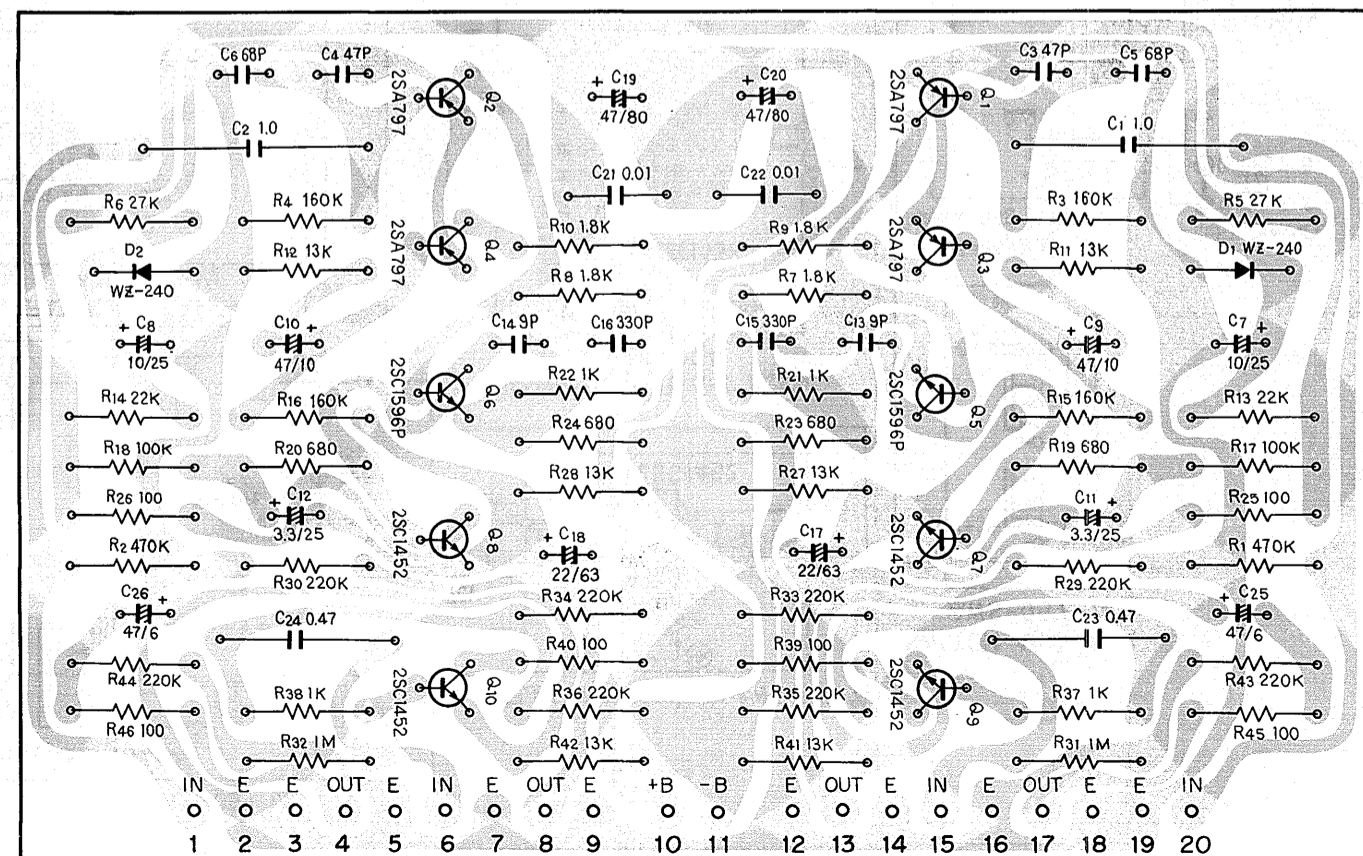 C6 68P C4 47P C3 47P C5 68P
2SA797 Q2 + C19 47/80 + C20 47/80 2SA797 Q1
C2 1.0 C1 1.0
C21 0.01 C22 0.01
R6 27K R4 160K R3 160K R5 27K
2SA797 Q4 R10 1.8K R9 1.8K 2SA797 Q3
D2 WZ-240 R12 13K R11 13K D1 WZ-240
R8 1.8K R7 1.8K
+ C8 10/25 C10 + 47/10 C14 9P C16 330P C15 330P C13 9P + C9 47/10 C7 + 10/25
2SC1596P Q6 R22 1K R21 1K 2SC1596P Q5
R14 22K R16 160K R15 160K R13 22K
R24 680 R23 680
R18 100K R20 680 R19 680 R17 100K
R28 13K R27 13K
R26 100 + C12 3.3/25 C11 + 3.3/25 R25 100
2SC1452 Q8 + C18 22/63 C17 + 22/63 2SC1452 Q7
R2 470K R30 220K R29 220K R1 470K
C26 + 47/6 R34 220K R33 220K + C25 47/6
C24 0.47 C23 0.47
R40 100 R39 100
R44 220K R43 220K
2SC1452 Q10 2SC1452 Q9
R38 1K R36 220K R35 220K R37 1K
R46 100 R45 100
R32 1M R42 13K R41 13K R31 1M
IN E E OUT E IN E OUT E +B -B E OUT E IN E OUT E E IN
1 2 3 4 5 6 7 8 9 10 11 12 13 14 15 16 17 18 19 20